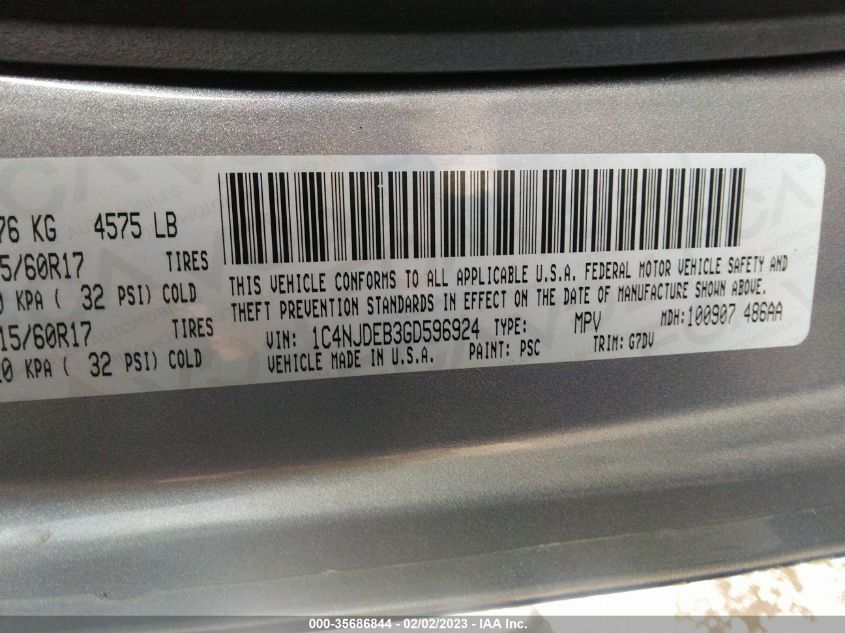 76 KG 4575 LB
5/60R17 TIRES
0 KPA ( 32 PSI) COLD
15/60R17 TIRES
0 KPA ( 32 PSI) COLD
THIS VEHICLE CONFORMS TO ALL APPLICABLE U.S.A. FEDERAL MOTOR VEHICLE SAFETY AND
THEFT PREVENTION STANDARDS IN EFFECT ON THE DATE OF MANUFACTURE SHOWN ABOVE.
VIN: 1C4NJDEB3GD596924 TYPE: MPV MDH:100907 486AA
VEHICLE MADE IN U.S.A. PAINT: PSC TRIM: G7DV
000-35686844 - 02/02/2023 - IAA Inc.